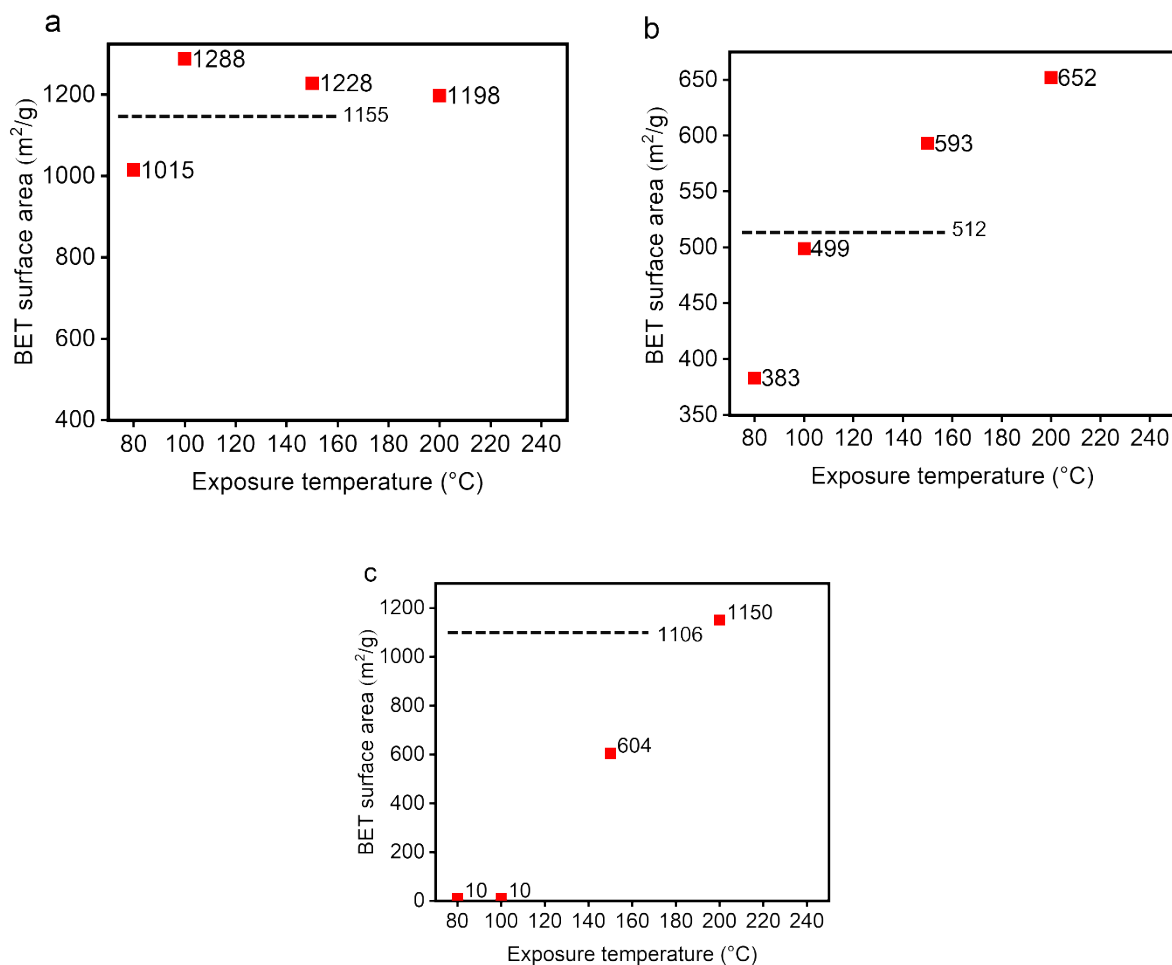 a
BET surface area (m²/g)
1200
1000
800
600
400
1288
1228
1198
1155
1015
80 100 120 140 160 180 200 220 240
Exposure temperature (°C)
b
BET surface area (m²/g)
650
600
550
500
450
400
350
652
593
512
499
383
80 100 120 140 160 180 200 220 240
Exposure temperature (°C)
c
BET surface area (m²/g)
1200
1000
800
600
400
200
0
1150
1106
604
10 10
80 100 120 140 160 180 200 220 240
Exposure temperature (°C)